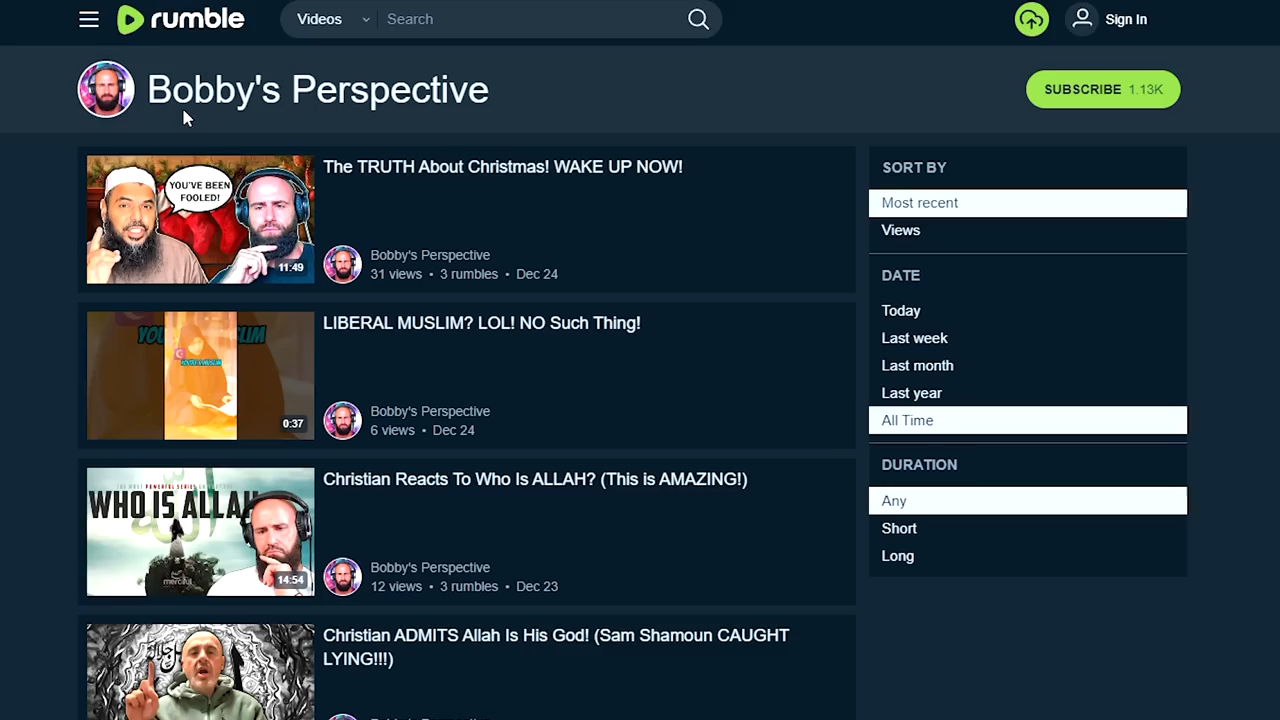 rumble
Videos
Search
Sign In
Bobby's Perspective
SUBSCRIBE 1.13K
YOU'VE BEEN
FOOLED!
11:49
The TRUTH About Christmas! WAKE UP NOW!
Bobby's Perspective
31 views • 3 rumbles • Dec 24
0:37
LIBERAL MUSLIM? LOL! NO Such Thing!
Bobby's Perspective
6 views • Dec 24
WHO IS ALLAH
merciful
14:54
Christian Reacts To Who Is ALLAH? (This is AMAZING!)
Bobby's Perspective
12 views • 3 rumbles • Dec 23
Christian ADMITS Allah Is His God! (Sam Shamoun CAUGHT
LYING!!!)
SORT BY
Most recent
Views
DATE
Today
Last week
Last month
Last year
All Time
DURATION
Any
Short
Long